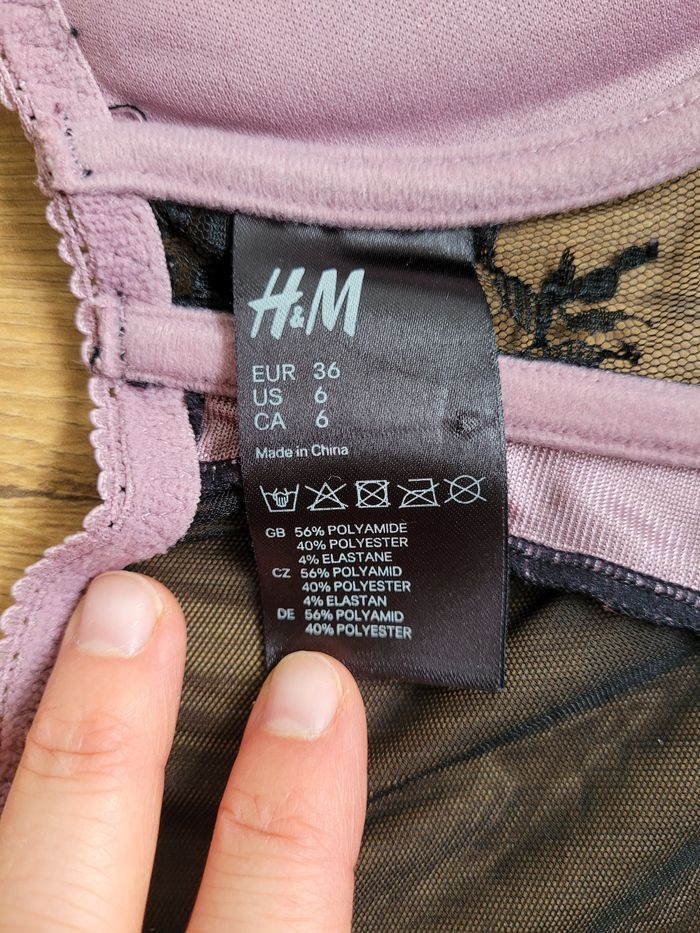 H&M
EUR 36
US 6
CA 6
Made in China
GB 56% POLYAMIDE
40% POLYESTER
4% ELASTANE
CZ 56% POLYAMID
40% POLYESTER
4% ELASTAN
DE 56% POLYAMID
40% POLYESTER